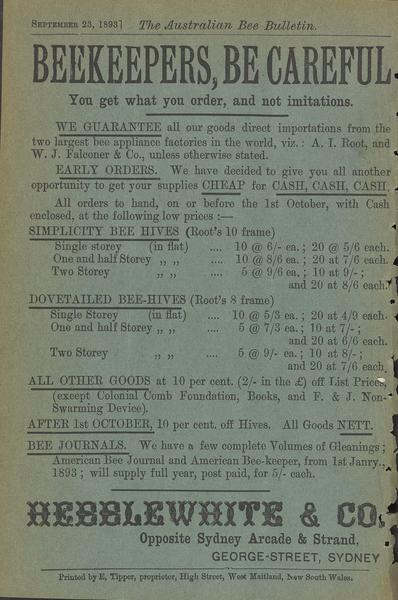 September 23, 1893] The Australian Bee Bulletin.
BEEKEEPERS, BE CAREFUL
You get what you order, and not imitations.
WE GUARANTEE all our goods direct importations from the
two largest bee appliance factories in the world, viz.: A. I. Root, and
W. J. Falconer & Co., unless otherwise stated.
EARLY ORDERS. We have decided to give you all another
opportunity to get your supplies CHEAP for CASH, CASH, CASH.
All orders to hand, on or before the 1st October, with Cash
enclosed, at the following low prices :—
SIMPLICITY BEE HIVES (Root's 10 frame)
Single storey (in flat) .... 10 @ 6/- ea.; 20 @ 5/6 each.
One and half Storey ,, ,, .... 10 @ 8/6 ea.; 20 at 7/6 each.
Two Storey ,, ,, .... 5 @ 9/6 ea.; 10 at 9/-;
and 20 at 8/6 each.
DOVETAILED BEE-HIVES (Root's 8 frame)
Single Storey (in flat) .... 10 @ 5/3 ea.; 20 at 4/9 each.
One and half Storey ,, ,, .... 5 @ 7/3 ea.; 10 at 7/-;
and 20 at 6/6 each.
Two Storey ,, ,, .... 5 @ 9/- ea.; 10 at 8/-;
and 20 at 7/6 each.
ALL OTHER GOODS at 10 per cent. (2/- in the £) off List Prices
(except Colonial Comb Foundation, Books, and F. & J. Non-
Swarming Device).
AFTER 1st OCTOBER, 10 per cent. off Hives. All Goods NETT.
BEE JOURNALS. We have a few complete Volumes of Gleanings;
American Bee Journal and American Bee-keeper, from 1st Janry..
1893; will supply full year, post paid, for 5/- each.
HEBBLEWHITE & CO.
Opposite Sydney Arcade & Strand,
GEORGE-STREET, SYDNEY
Printed by E, Tipper, proprietor, High Street, West Maitland, New South Wales.